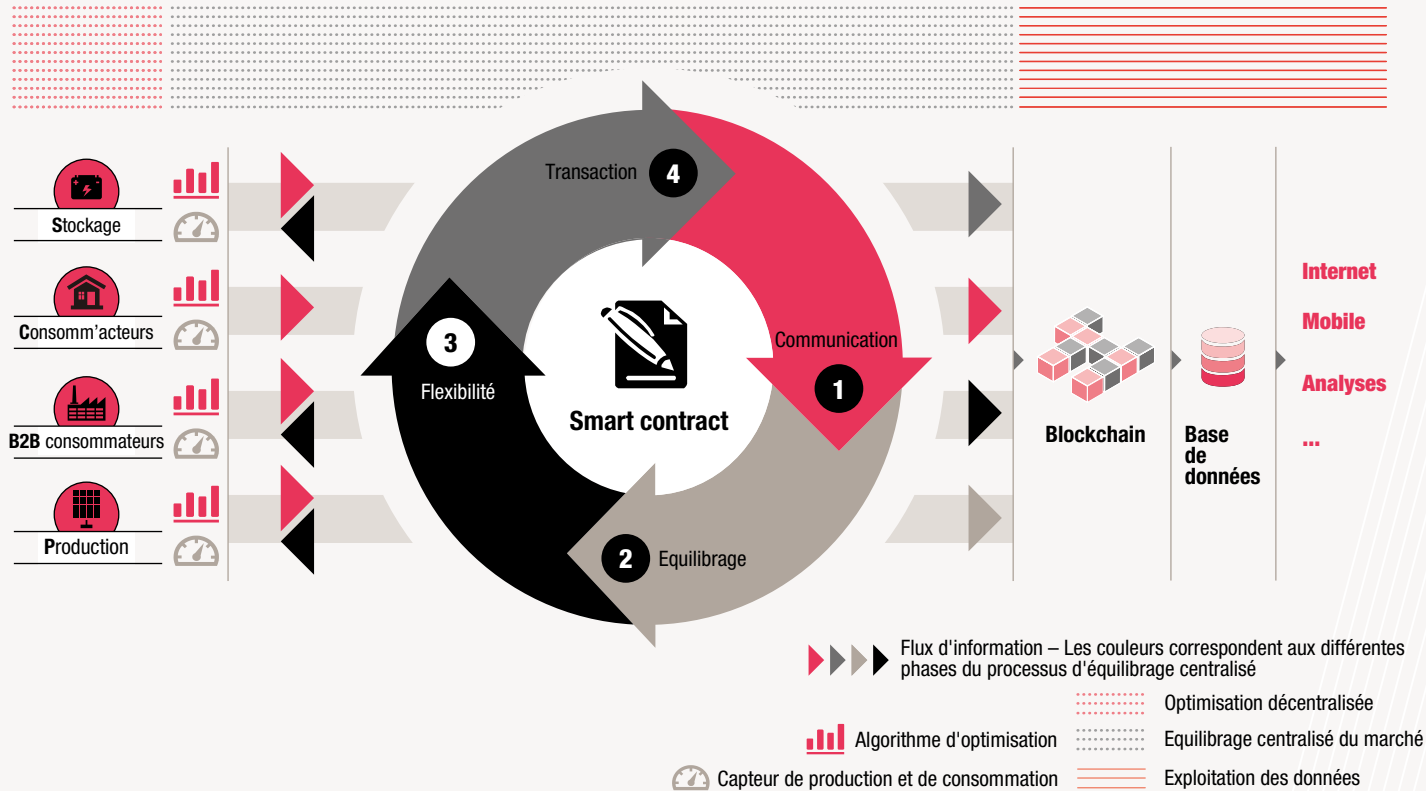 Stockage
Consomm'acteurs
B2B consommateurs
Production
Transaction
4
Communication
1
3
Flexibilité
Smart contract
2
Equilibrage
Blockchain
Base
de
données
Internet
Mobile
Analyses
...
Flux d'information – Les couleurs correspondent aux différentes
phases du processus d'équilibrage centralisé
Optimisation décentralisée
Algorithme d'optimisation
Equilibrage centralisé du marché
Capteur de production et de consommation
Exploitation des données